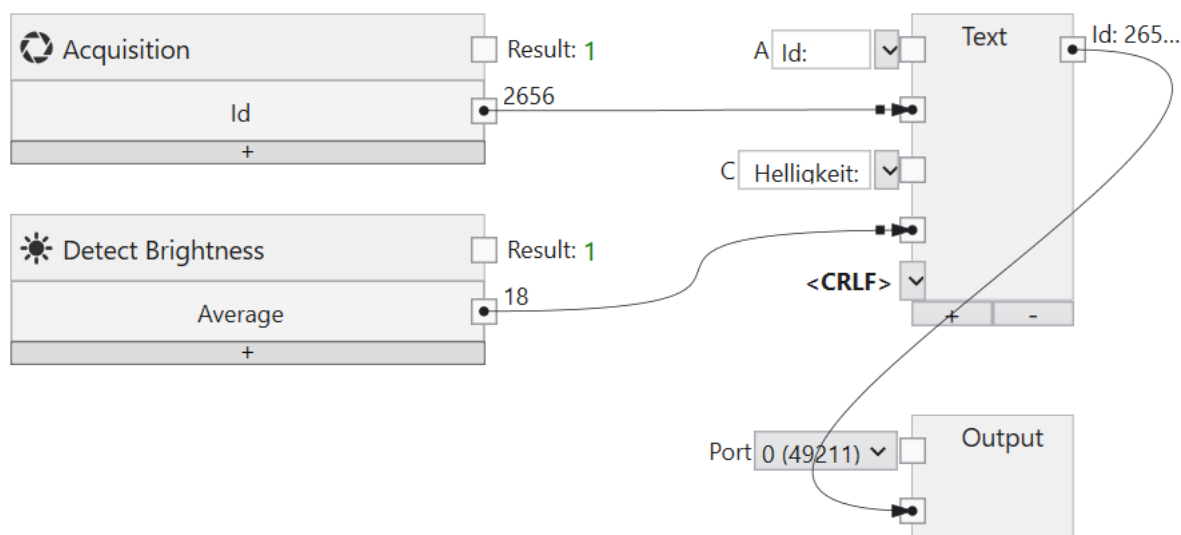 Acquisition
Result: 1
Id
2656
+
Detect Brightness
Result: 1
Average
18
+
A Id:
Text
Id: 265...
C Helligkeit:
<CRLF>
+ -
Port 0 (49211)
Output